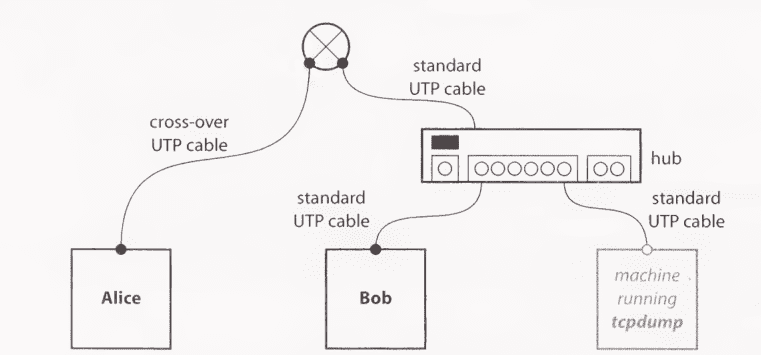 standard
UTP cable
cross-over
UTP cable
hub
standard
UTP cable
standard
UTP cable
Alice
Bob
machine
running
tcpdump